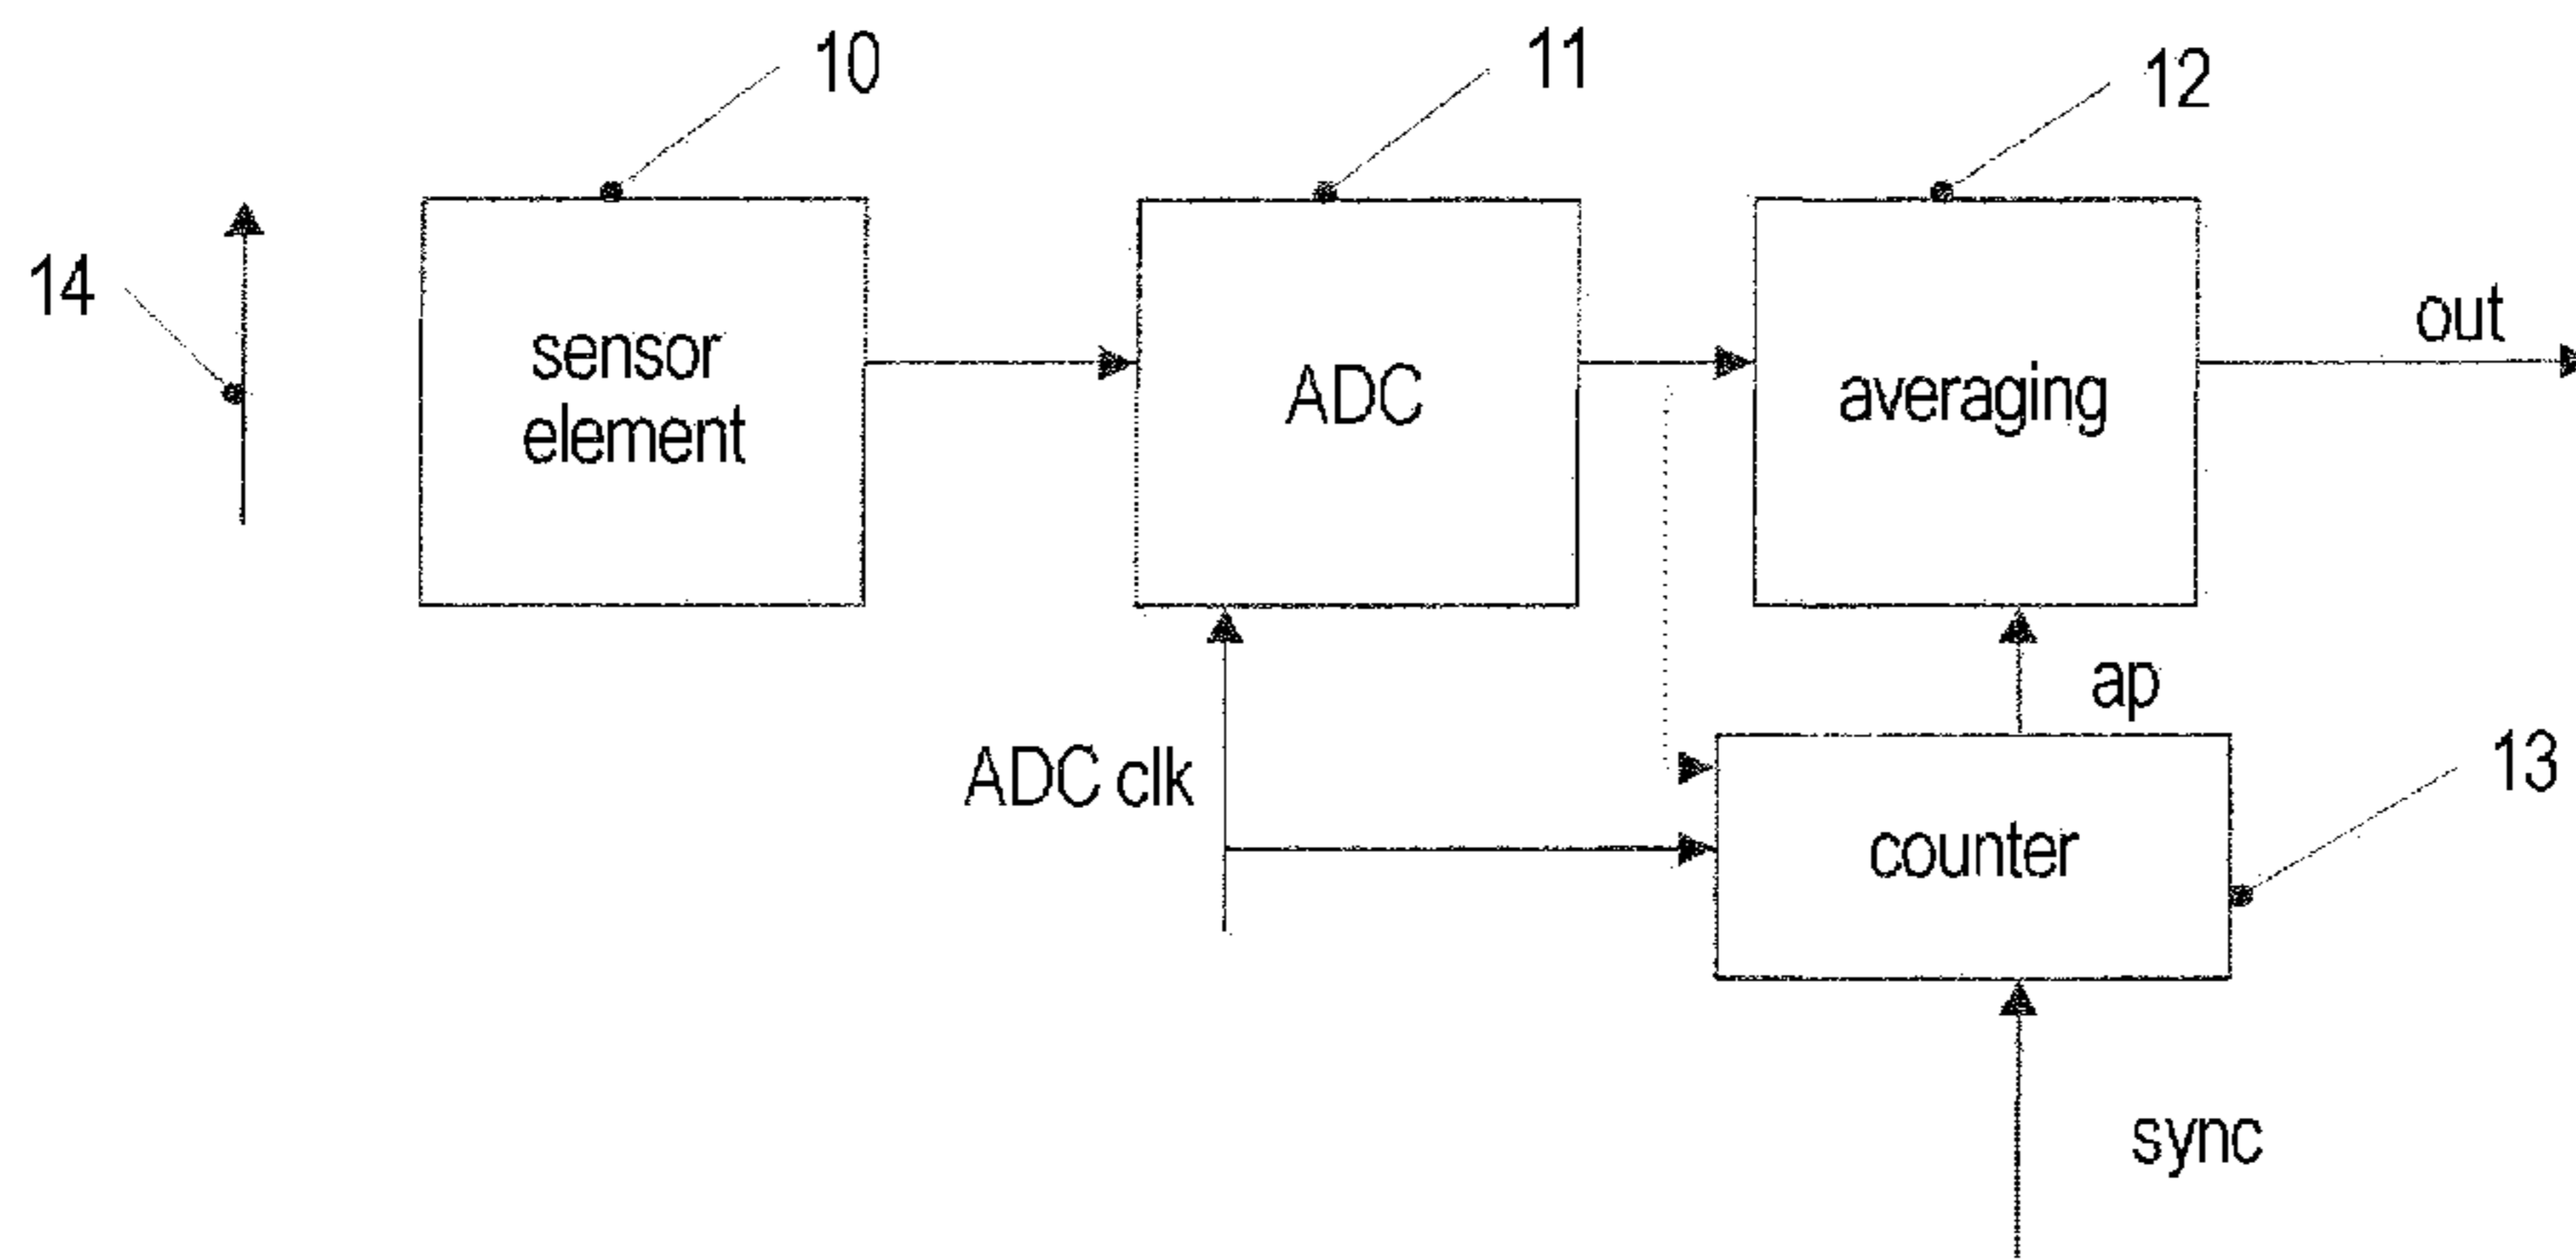 10
11
12
14
sensor
element
ADC
averaging
out
ap
ADC clk
13
counter
sync